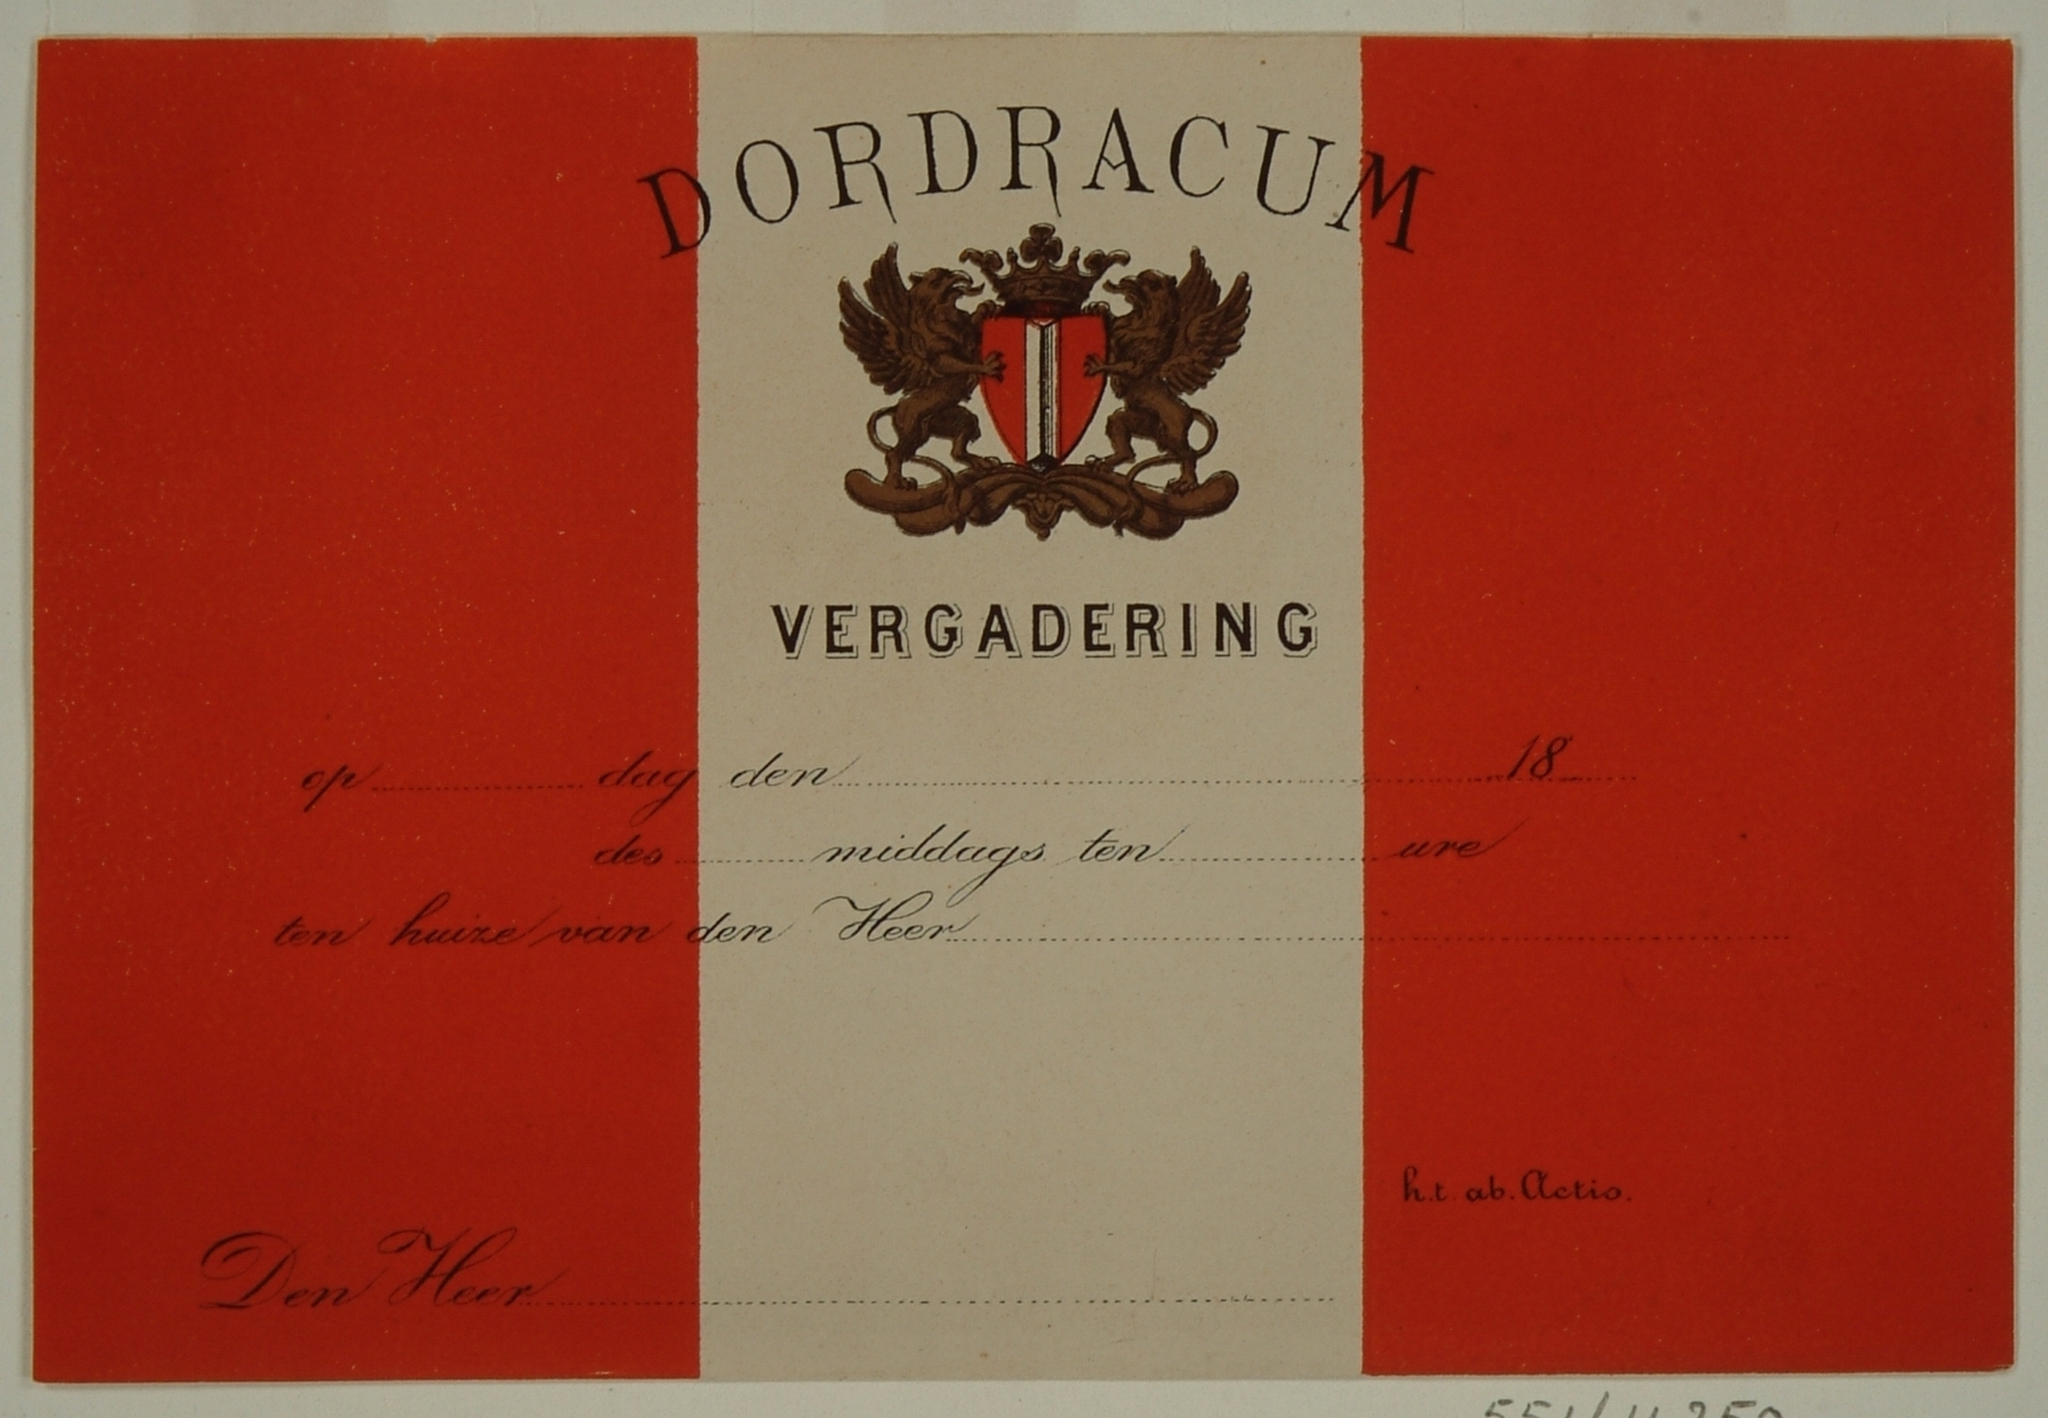 DORDRACUM
VERGADERING
op dag den 18
des middags ten ure
ten huize van den Heer
h.t. ab. Actis.
Den Heer